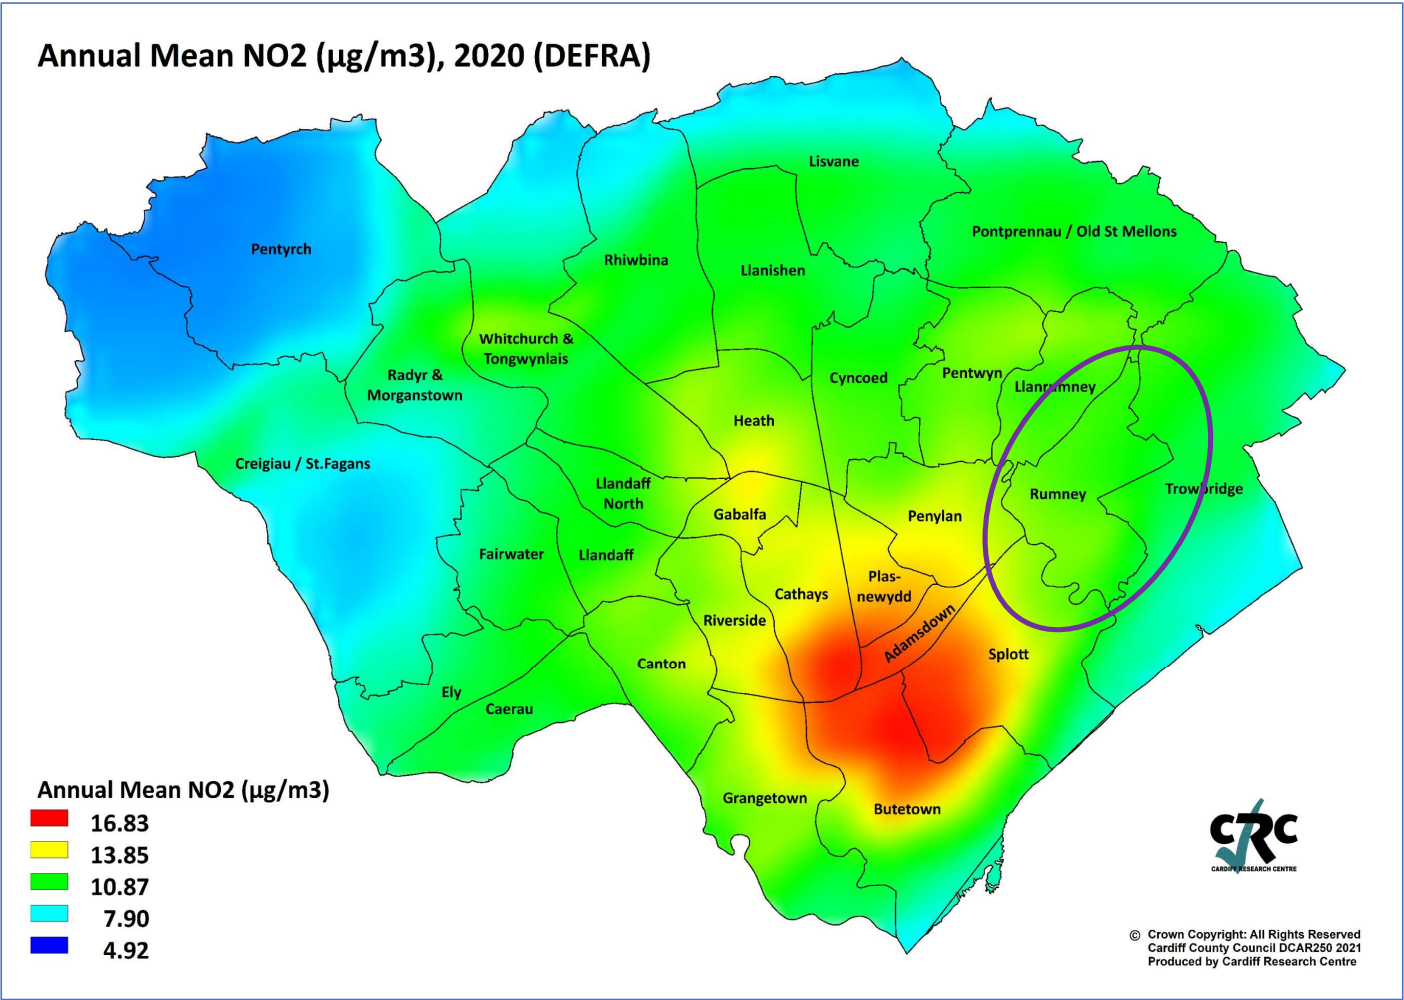 Annual Mean NO2 (µg/m3), 2020 (DEFRA)
Lisvane
Pontprennau / Old St Mellons
Pentyrch
Rhiwbina
Llanishen
Whitchurch &
Tongwynlais
Radyr &
Morganstown
Cyncoed
Pentwyn
Llanrumney
Heath
Creigiau / St.Fagans
Llandaff
North
Gabalfa
Penylan
Rumney
Trowbridge
Fairwater
Llandaff
Cathays
Plas-
newydd
Riverside
Adamsdown
Splott
Canton
Ely
Caerau
Grangetown
Butetown
Annual Mean NO2 (µg/m3)
16.83
13.85
10.87
7.90
4.92
CRC
CARDIFF RESEARCH CENTRE
© Crown Copyright: All Rights Reserved
Cardiff County Council DCAR250 2021
Produced by Cardiff Research Centre